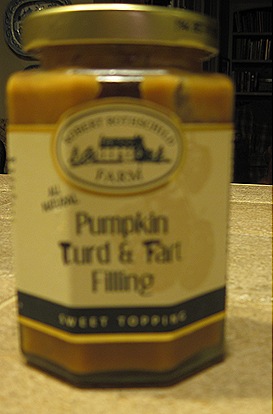 ROBERT ROTHSCHILD
FARM
ALL
NATURAL
Pumpkin
Turd & Fart
Filling
SWEET TOPPING